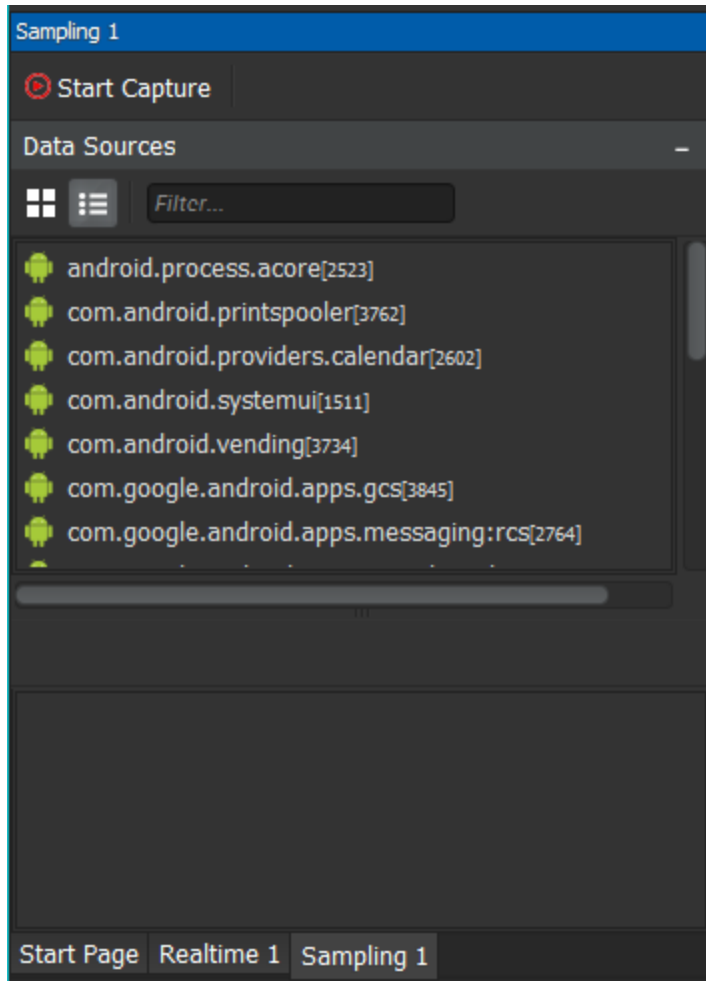 Sampling 1
Start Capture
Data Sources
Filter...
android.process.acore[2523]
com.android.printspooler[3762]
com.android.providers.calendar[2602]
com.android.systemui[1511]
com.android.vending[3734]
com.google.android.apps.gcs[3845]
com.google.android.apps.messaging:rcs[2764]
Start Page Realtime 1 Sampling 1